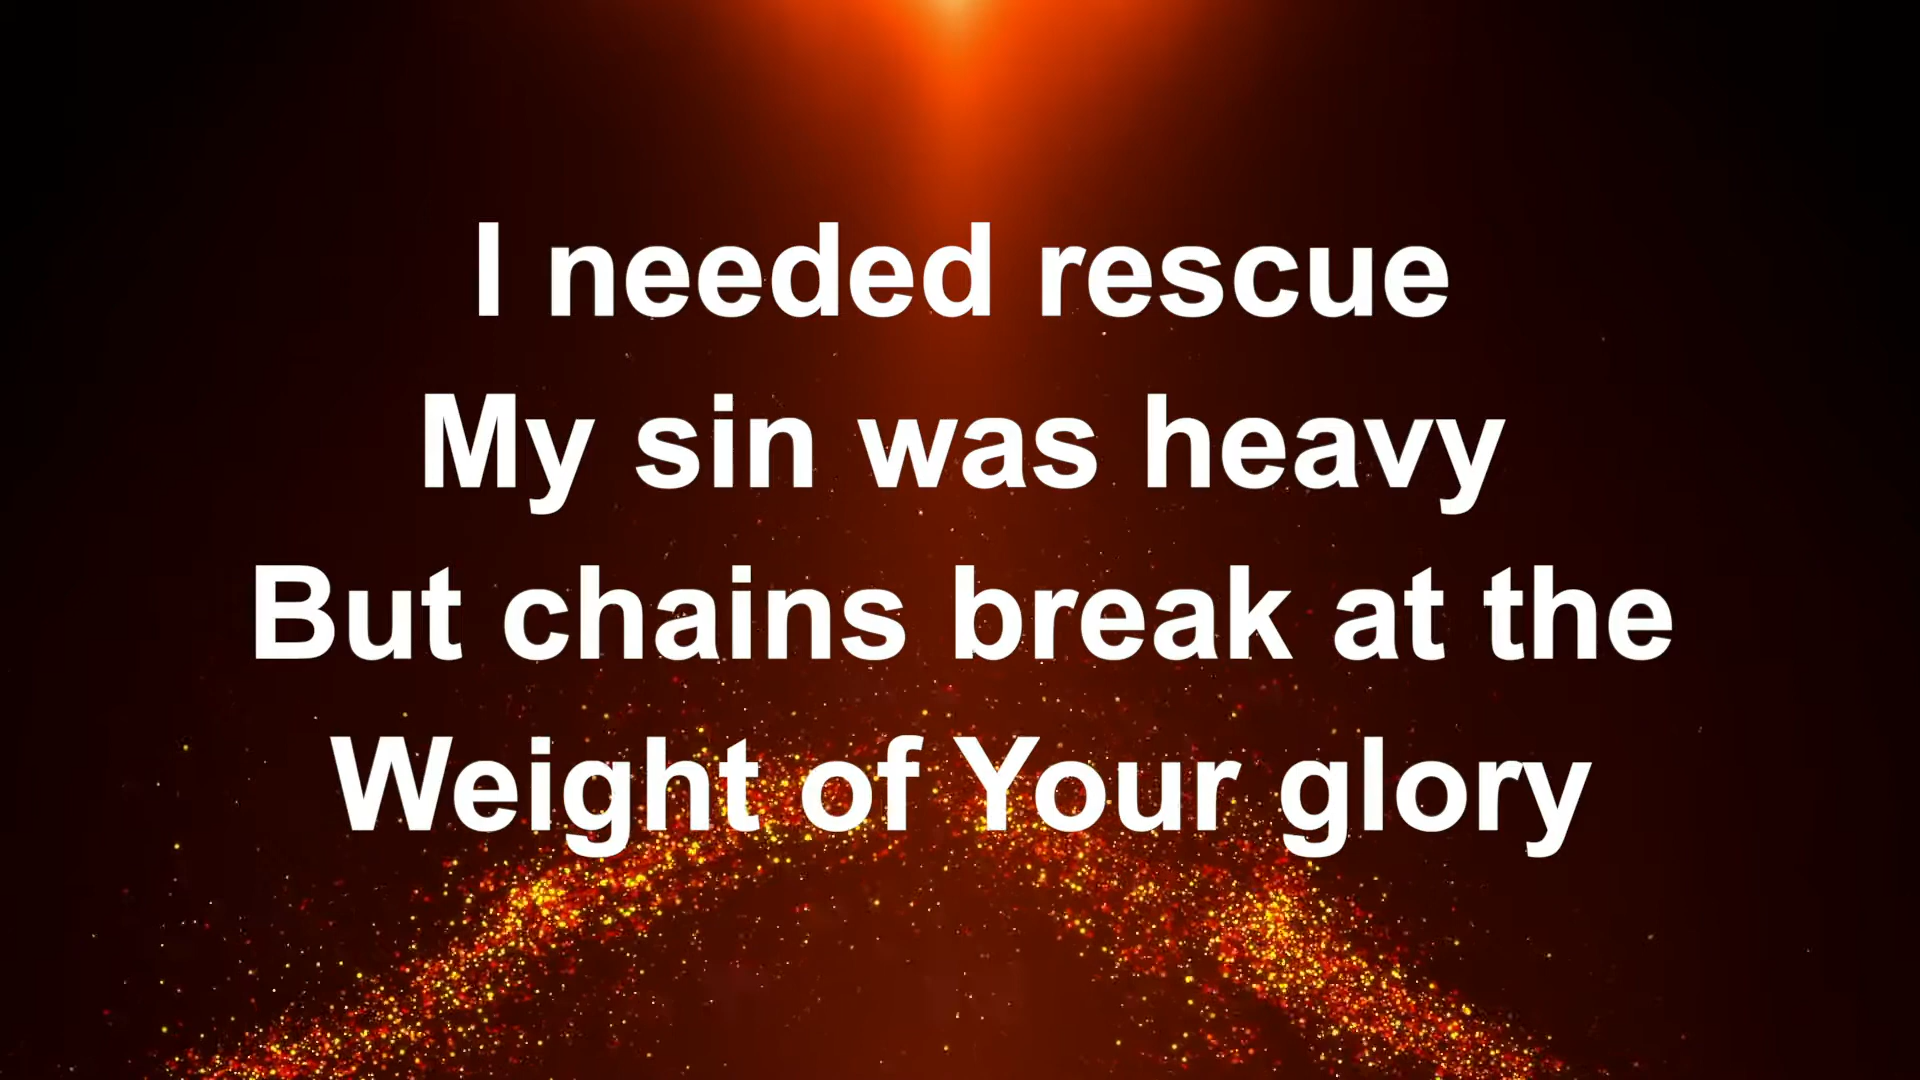 I needed rescue
My sin was heavy
But chains break at the
Weight of Your glory